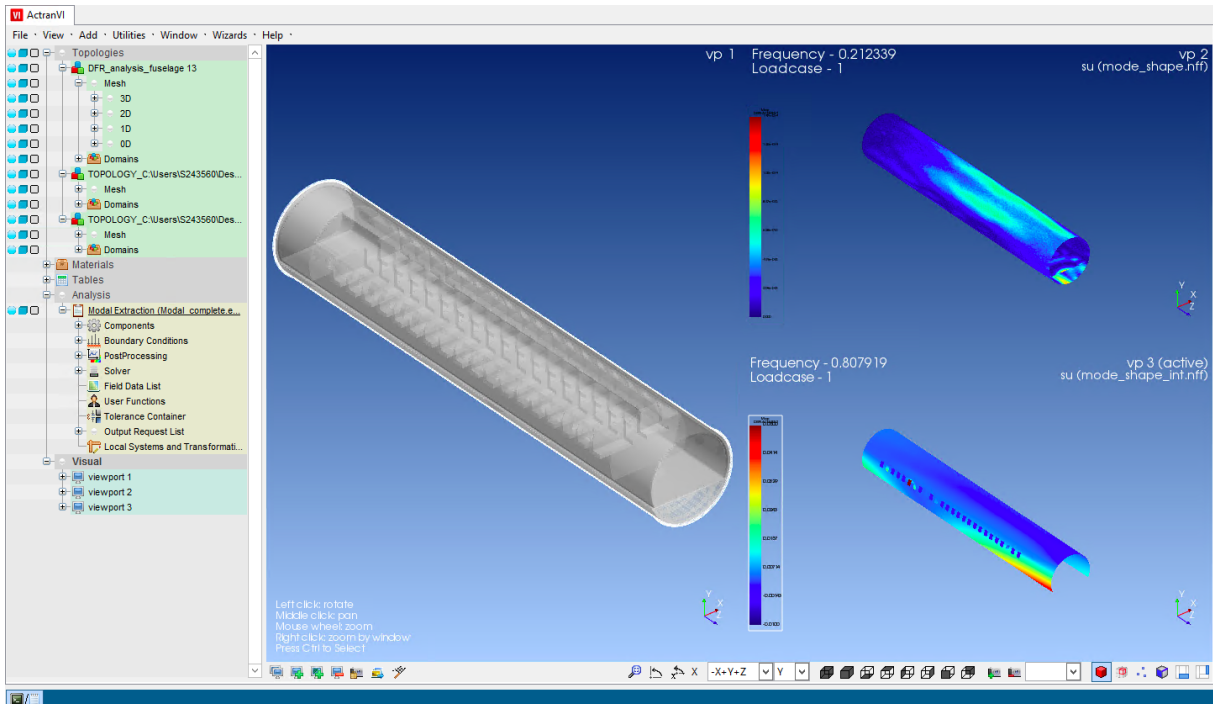 VI ActranVI
File · View · Add · Utilities · Window · Wizards · Help ·
Topologies
DFR_analysis_fuselage 13
Mesh
3D
2D
1D
0D
Domains
TOPOLOGY_C:\Users\S243560\Des...
Mesh
Domains
TOPOLOGY_C:\Users\S243560\Des...
Mesh
Domains
Materials
Tables
Analysis
Modal Extraction (Modal_complete.e...
Components
Boundary Conditions
PostProcessing
Solver
Field Data List
User Functions
Tolerance Container
Output Request List
Local Systems and Transformati...
Visual
viewport 1
viewport 2
viewport 3
vp 1
Left click: rotate
Middle click: pan
Mouse wheel: zoom
Right click: zoom by window
Press Ctrl to Select
Y
X
Z
Frequency - 0.212339
Loadcase - 1
vp 2
su (mode_shape.nff)
Y
X
Z
Frequency - 0.807919
Loadcase - 1
vp 3 (active)
su (mode_shape_int.nff)
Y
X
Z
X
-X+Y+Z
Y